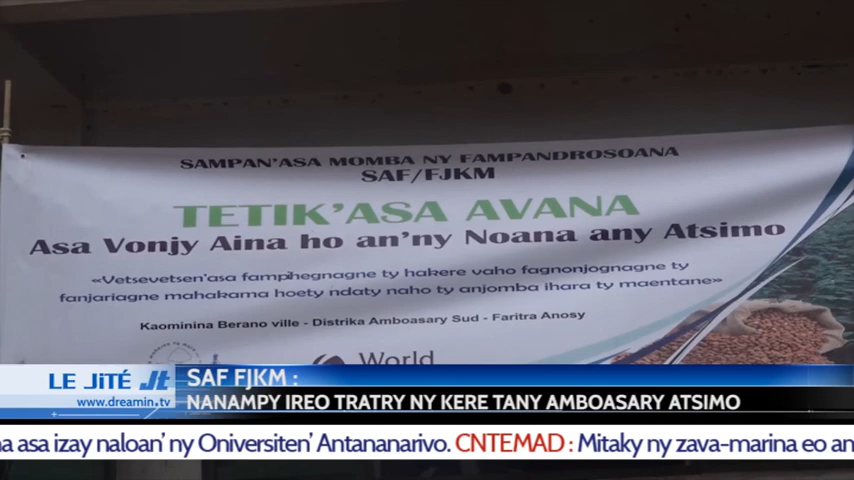 SAMPAN'ASA MOMBA NY FAMPANDROSOANA
SAF/FJKM
TETIK'ASA AVANA
Asa Vonjy Aina ho an'ny Noana any Atsimo
«Vetsevetsen'asa famphegnagne ty hakere vaho fagnonjognagne ty
fanjariagne mahakama hoety ndaty naho ty anjomba ihara ty maentane»
Kaominina Berano ville - Distrika Amboasary Sud - Faritra Anosy
World
LE JiTÉ Jt
www.dreamin.tv
SAF FJKM :
NANAMPY IREO TRATRY NY KERE TANY AMBOASARY ATSIMO
asa izay naloan' ny Oniversiten' Antananarivo. CNTEMAD : Mitaky ny zava-marina eo